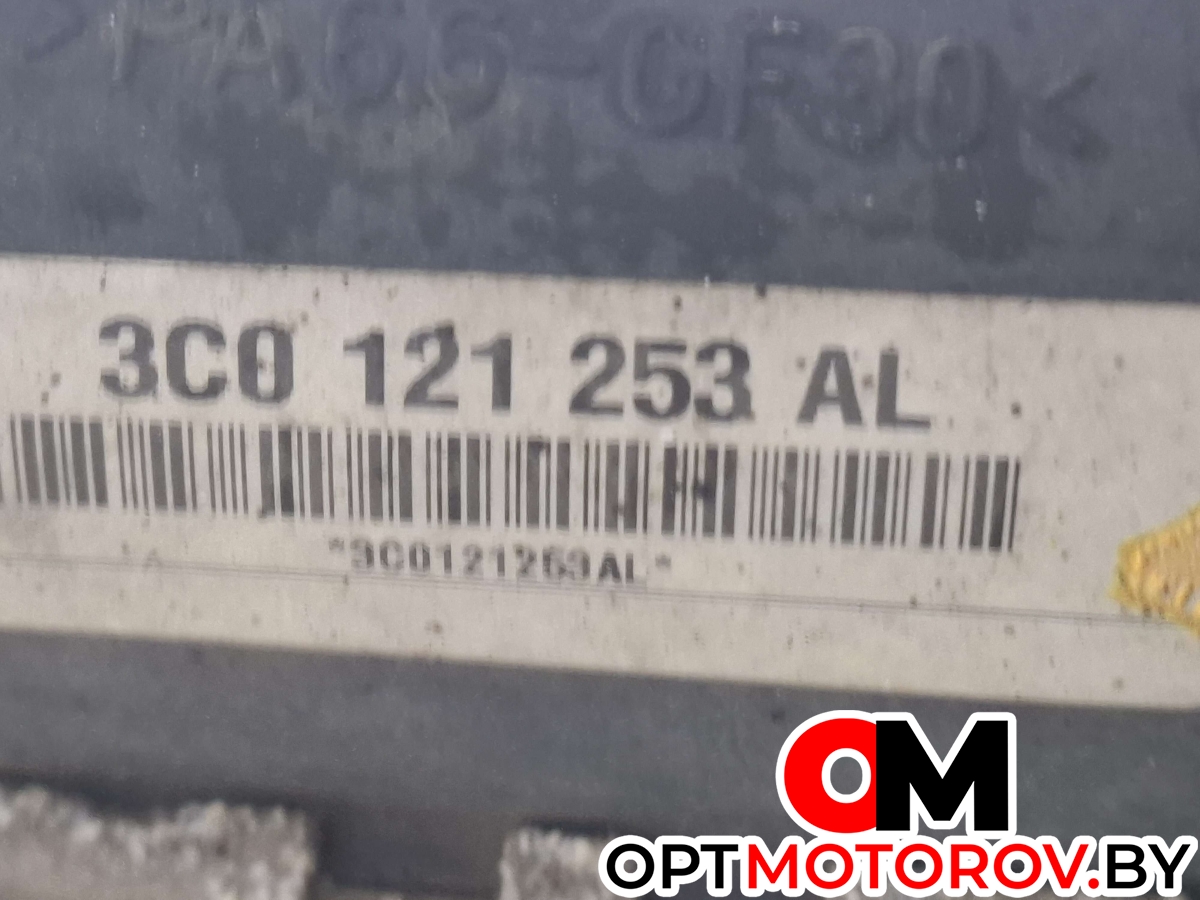 >PA66-GF30<
3C0 121 253 AL
*3C0121253AL*
OM
OPTMOTOROV.BY